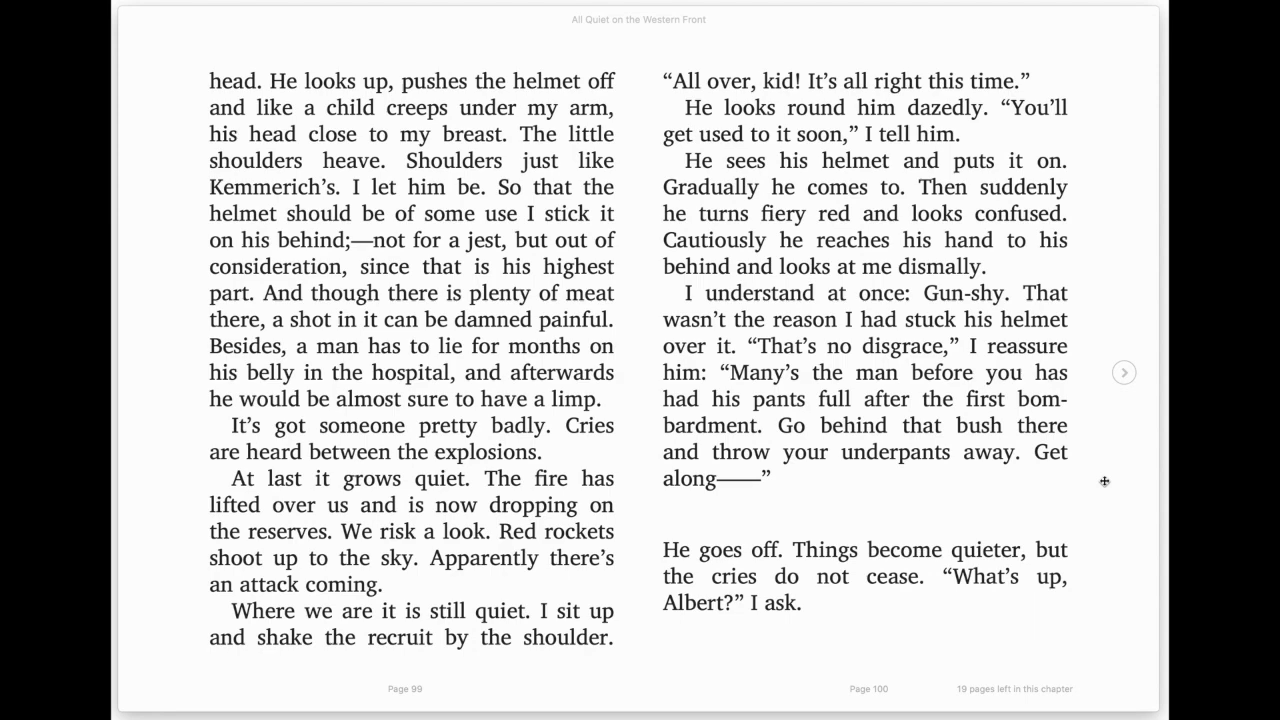 All Quiet on the Western Front
head. He looks up, pushes the helmet off
and like a child creeps under my arm,
his head close to my breast. The little
shoulders heave. Shoulders just like
Kemmerich’s. I let him be. So that the
helmet should be of some use I stick it
on his behind;—not for a jest, but out of
consideration, since that is his highest
part. And though there is plenty of meat
there, a shot in it can be damned painful.
Besides, a man has to lie for months on
his belly in the hospital, and afterwards
he would be almost sure to have a limp.
It’s got someone pretty badly. Cries
are heard between the explosions.
At last it grows quiet. The fire has
lifted over us and is now dropping on
the reserves. We risk a look. Red rockets
shoot up to the sky. Apparently there’s
an attack coming.
Where we are it is still quiet. I sit up
and shake the recruit by the shoulder.
“All over, kid! It’s all right this time.”
He looks round him dazedly. “You’ll
get used to it soon,” I tell him.
He sees his helmet and puts it on.
Gradually he comes to. Then suddenly
he turns fiery red and looks confused.
Cautiously he reaches his hand to his
behind and looks at me dismally.
I understand at once: Gun-shy. That
wasn’t the reason I had stuck his helmet
over it. “That’s no disgrace,” I reassure
him: “Many’s the man before you has
had his pants full after the first bom-
bardment. Go behind that bush there
and throw your underpants away. Get
along——”
He goes off. Things become quieter, but
the cries do not cease. “What’s up,
Albert?” I ask.
Page 99
Page 100
19 pages left in this chapter